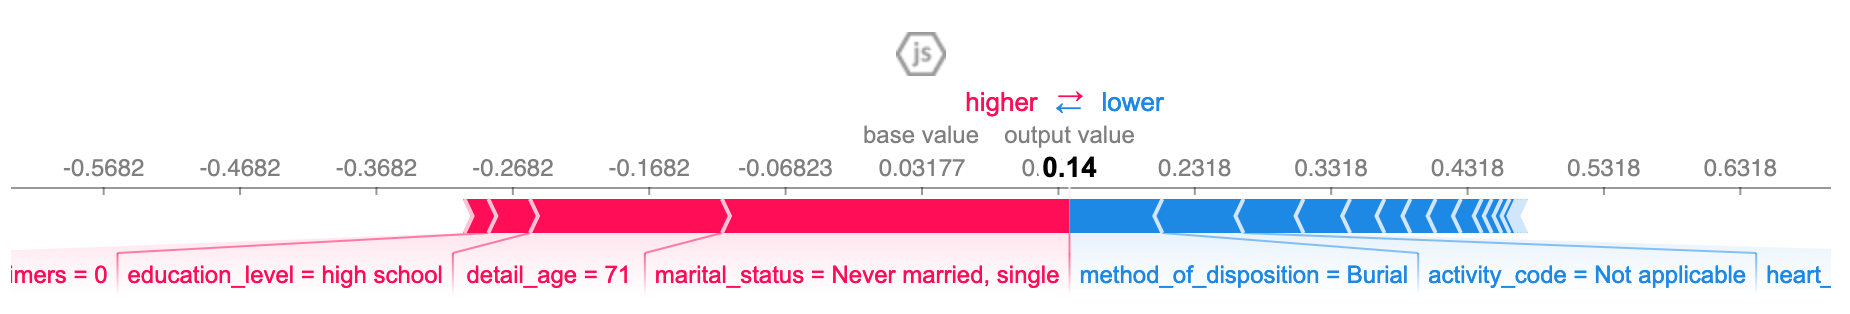 js
higher lower
base value output value
-0.5682 -0.4682 -0.3682 -0.2682 -0.1682 -0.06823 0.03177 0. 0.14 0.2318 0.3318 0.4318 0.5318 0.6318
imers = 0 education_level = high school detail_age = 71 marital_status = Never married, single method_of_disposition = Burial activity_code = Not applicable heart_